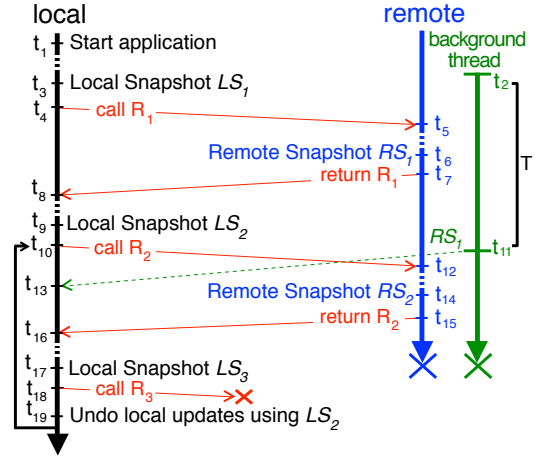 local
remote
background
thread
t1 Start application
t2
t3 Local Snapshot LS1
t4 call R1
t5
T
Remote Snapshot RS1 t6
return R1 t7
t8
t9 Local Snapshot LS2
t10 call R2
RS1 t11
t12
t13
Remote Snapshot RS2 t14
return R2 t15
t16
t17 Local Snapshot LS3
t18 call R3
t19 Undo local updates using LS2